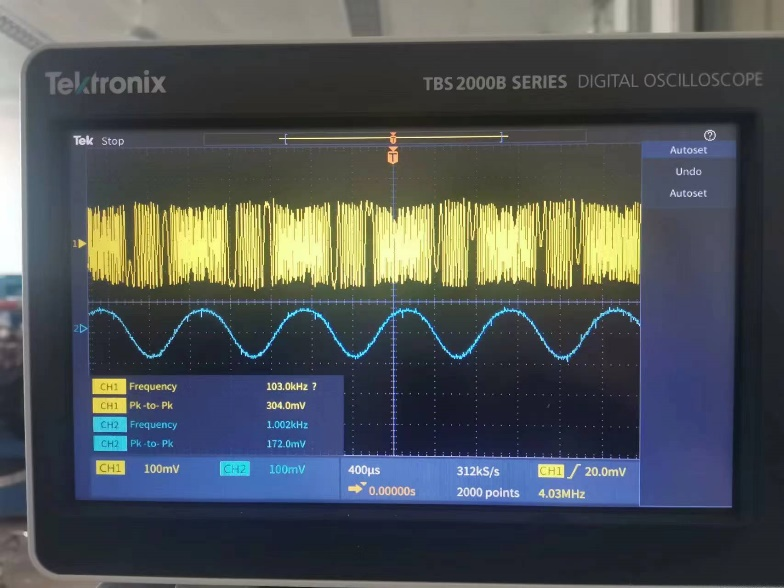 Tektronix
TBS 2000B SERIES DIGITAL OSCILLOSCOPE
Tek Stop
T
Autoset
Undo
Autoset
1
2
CH1 Frequency 103.0kHz ?
CH1 Pk-to-Pk 304.0mV
CH2 Frequency 1.002kHz
CH2 Pk-to-Pk 172.0mV
CH1 100mV CH2 100mV 400µs 312kS/s CH1 20.0mV
0.00000s 2000 points 4.03MHz